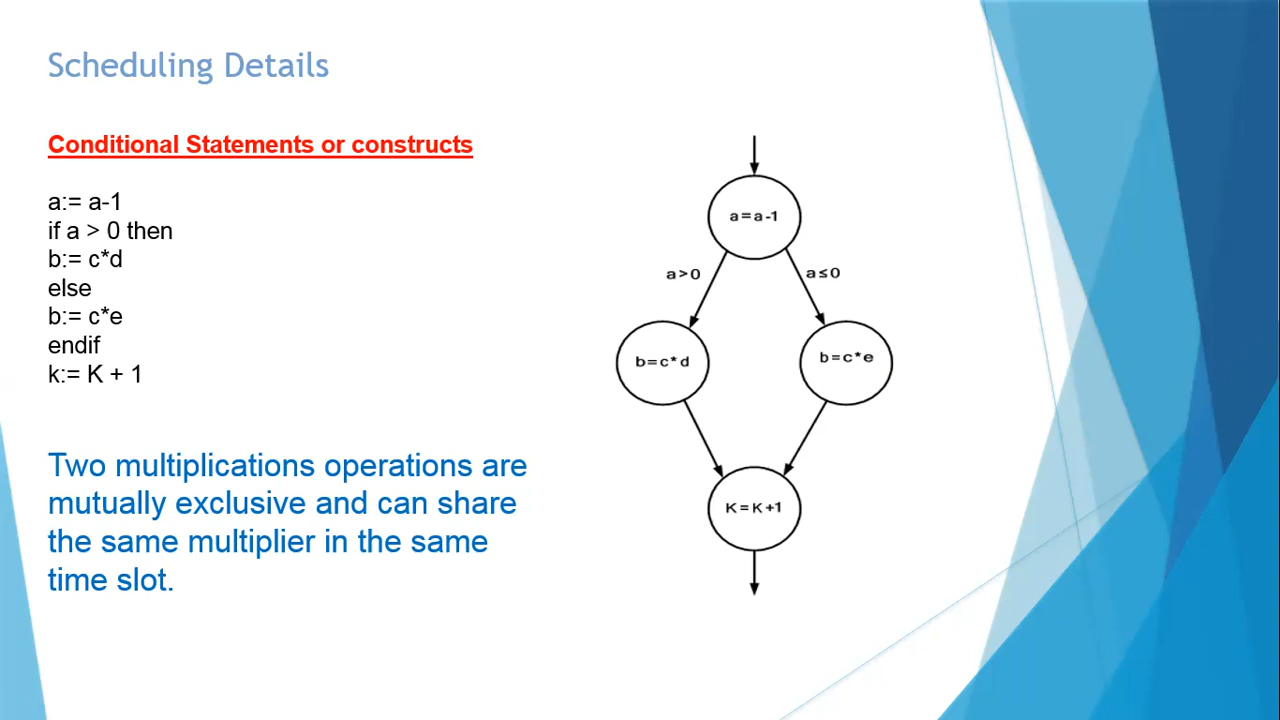 Scheduling Details
Conditional Statements or constructs
a:= a-1
if a > 0 then
b:= c*d
else
b:= c*e
endif
k:= K + 1
Two multiplications operations are
mutually exclusive and can share
the same multiplier in the same
time slot.
a=a-1
a>0
a≤0
b=c*d
b=c*e
K=K+1